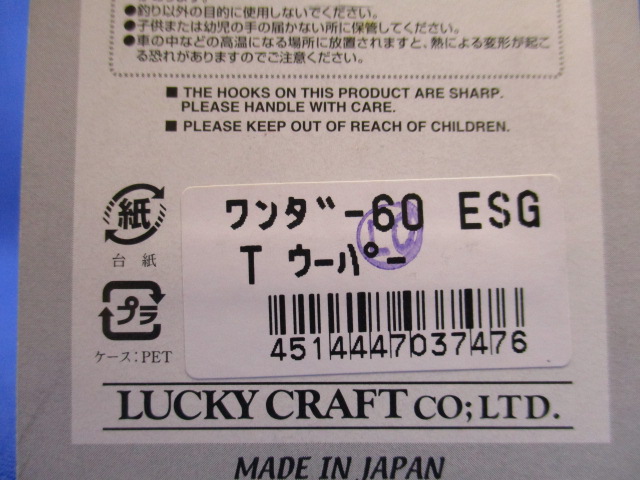 ●釣り以外の目的に使用しないでください。
●子供または幼児の手の届かない所に保管してください。
●車の中などの高温になる場所に放置されますと、熱による変形が起こ
る恐れがありますのでご注意ください。
■ THE HOOKS ON THIS PRODUCT ARE SHARP.
PLEASE HANDLE WITH CARE.
■ PLEASE KEEP OUT OF REACH OF CHILDREN.
紙
台紙
プラ
ケース:PET
ワンダ゛ー60 ESG
T ウーパー
4514447037476
LUCKY CRAFT CO;LTD.
MADE IN JAPAN